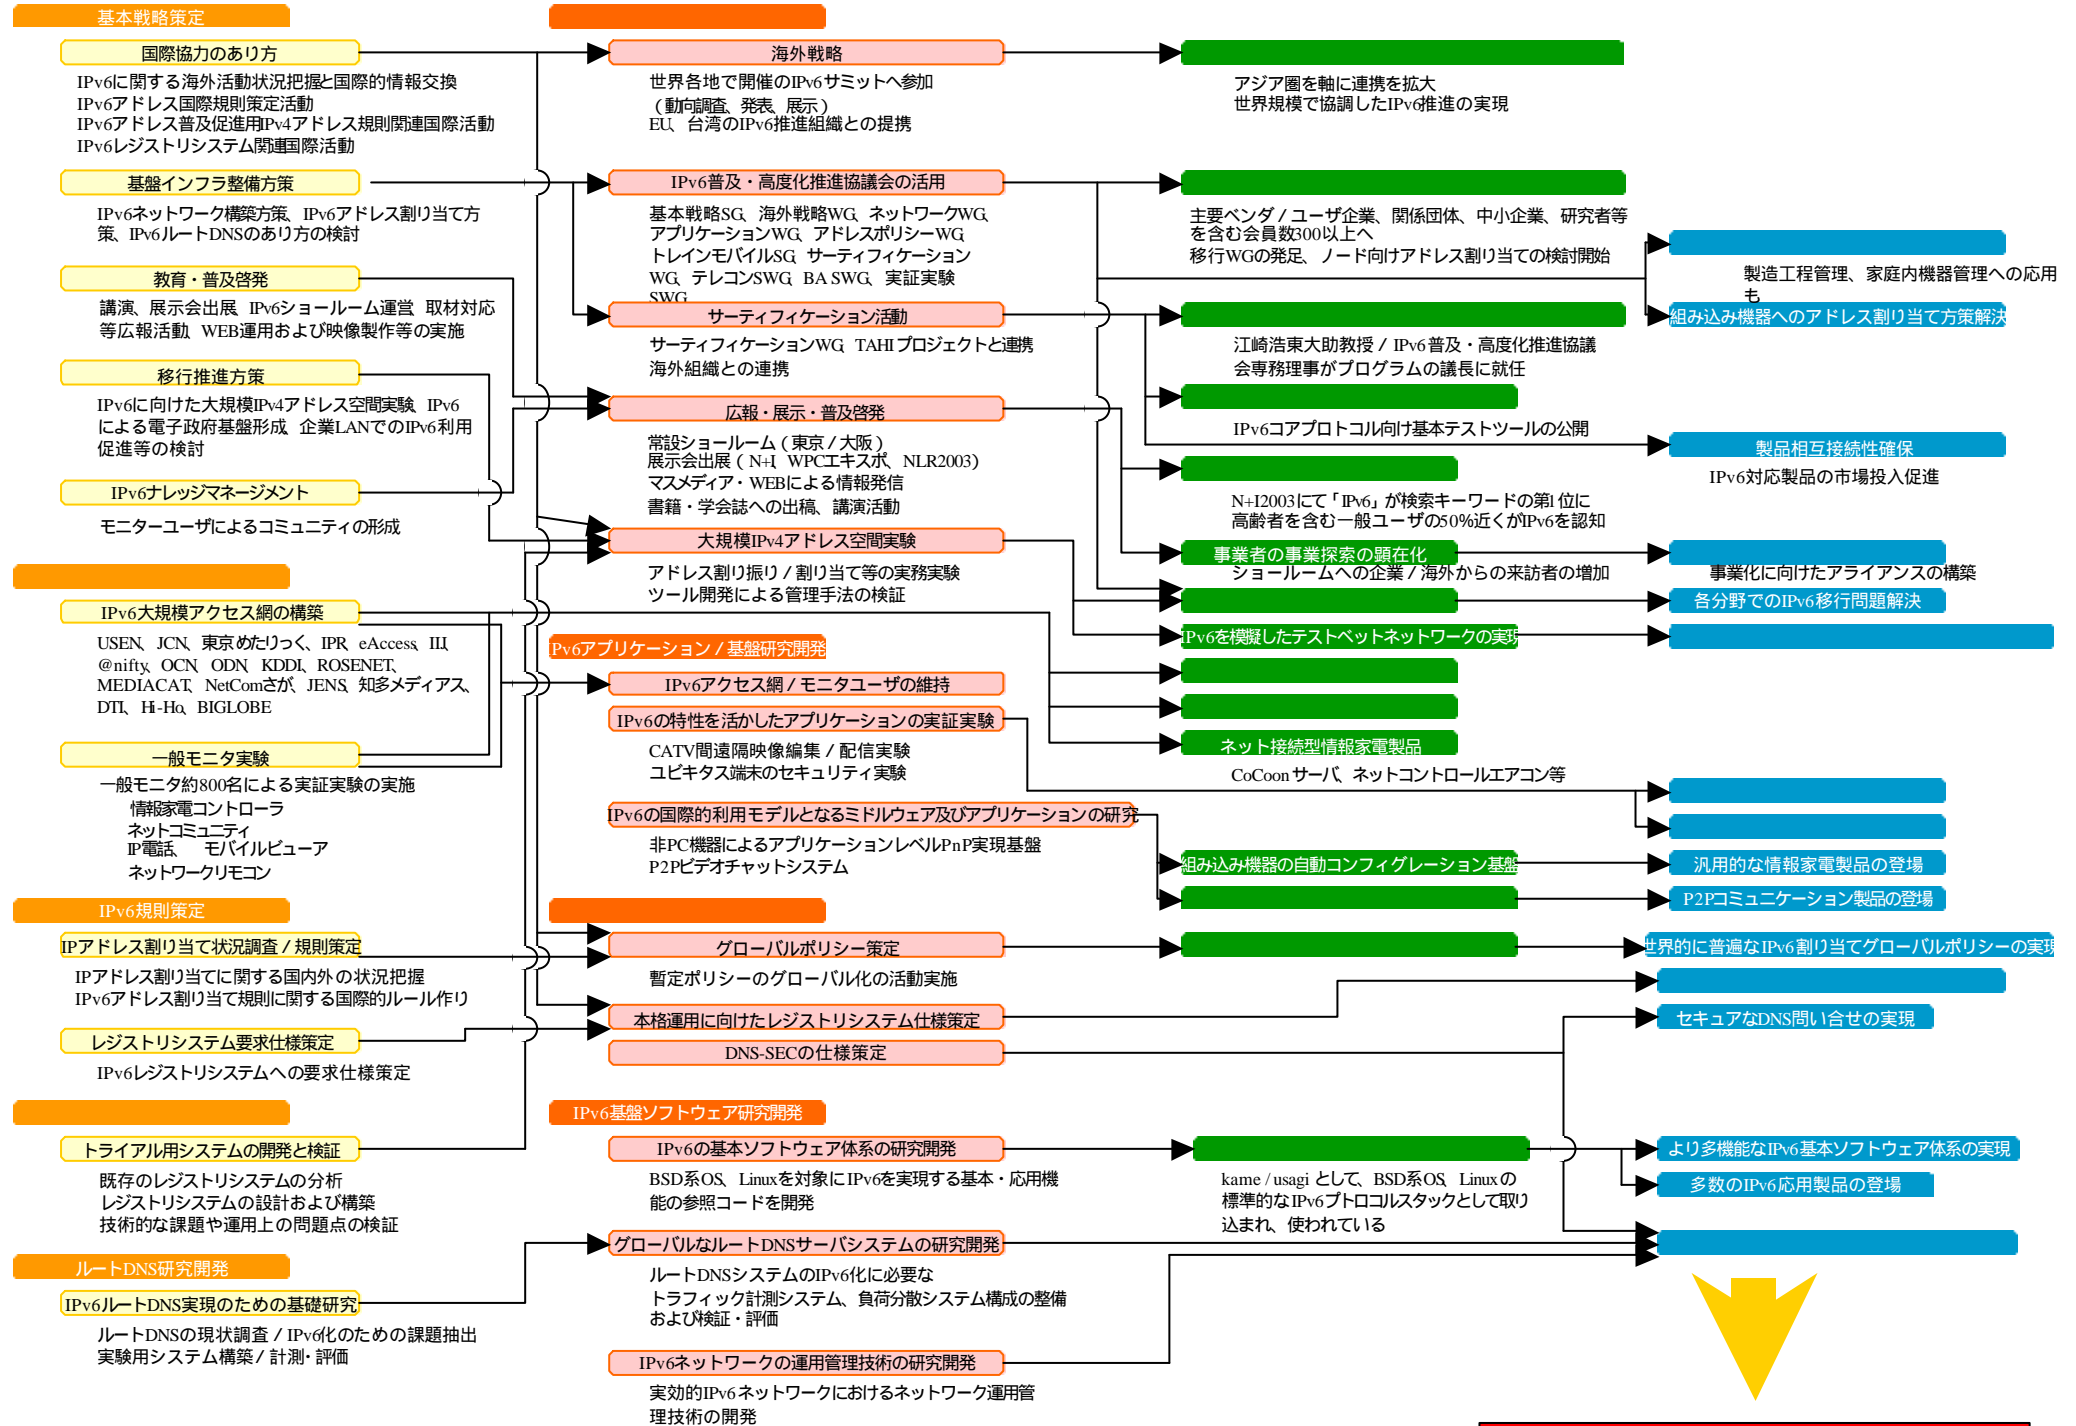 基本戦略策定
国際協力のあり方
IPv6に関する海外活動状況把握と国際的情報交換
IPv6アドレス国際規則策定活動
IPv6アドレス普及促進用IPv4アドレス規則関連国際活動
IPv6レジストリシステム関連国際活動
基盤インフラ整備方策
IPv6ネットワーク構築方策、IPv6アドレス割り当て方
策、IPv6ルートDNSのあり方の検討
教育・普及啓発
講演、展示会出展、IPv6ショールーム運営、取材対応
等広報活動、WEB運用および映像製作等の実施
移行推進方策
IPv6に向けた大規模IPv4アドレス空間実験、IPv6
による電子政府基盤形成、企業LANでのIPv6利用
促進等の検討
IPv6ナレッジマネージメント
モニターユーザによるコミュニティの形成
IPv6大規模アクセス網の構築
USEN、JCN、東京めたりっく、IPR、eAccess、IIJ、
@nifty、OCN、ODN、KDDI、ROSENET、
MEDIACAT、NetComさが、JENS、知多メディアス、
DTI、Hi-Ho、BIGLOBE
一般モニタ実験
一般モニタ約800名による実証実験の実施
情報家電コントローラ
ネットコミュニティ
IP電話、 モバイルビューア
ネットワークリモコン
IPv6規則策定
IPアドレス割り当て状況調査/規則策定
IPアドレス割り当てに関する国内外の状況把握
IPv6アドレス割り当て規則に関する国際的ルール作り
レジストリシステム要求仕様策定
IPv6レジストリシステムへの要求仕様策定
トライアル用システムの開発と検証
既存のレジストリシステムの分析
レジストリシステムの設計および構築
技術的な課題や運用上の問題点の検証
ルートDNS研究開発
IPv6ルートDNS実現のための基礎研究
ルートDNSの現状調査/IPv6化のための課題抽出
実験用システム構築/計測・評価
海外戦略
世界各地で開催のIPv6サミットへ参加
(動向調査、発表、展示)
EU、台湾のIPv6推進組織との提携
IPv6普及・高度化推進協議会の活用
基本戦略SG、海外戦略WG、ネットワークWG、
アプリケーションWG、アドレスポリシーWG、
トレインモバイルSG、サーティフィケーション
WG、テレコンSWG、BA SWG、実証実験
SWG
サーティフィケーション活動
サーティフィケーションWG、TAHIプロジェクトと連携
海外組織との連携
広報・展示・普及啓発
常設ショールーム(東京/大阪)
展示会出展(N+I、WPCエキスポ、NLR2003)
マスメディア・WEBによる情報発信
書籍・学会誌への出稿、講演活動
大規模IPv4アドレス空間実験
アドレス割り振り/割り当て等の実務実験
ツール開発による管理手法の検証
IPv6アプリケーション/基盤研究開発
IPv6アクセス網/モニタユーザの維持
IPv6の特性を活かしたアプリケーションの実証実験
CATV間遠隔映像編集/配信実験
ユビキタス端末のセキュリティ実験
IPv6の国際的利用モデルとなるミドルウェア及びアプリケーションの研究
非PC機器によるアプリケーションレベルPnP実現基盤
P2Pビデオチャットシステム
グローバルポリシー策定
暫定ポリシーのグローバル化の活動実施
本格運用に向けたレジストリシステム仕様策定
DNS-SECの仕様策定
IPv6基盤ソフトウェア研究開発
IPv6の基本ソフトウェア体系の研究開発
BSD系OS、Linuxを対象にIPv6を実現する基本・応用機
能の参照コードを開発
グローバルなルートDNSサーバシステムの研究開発
ルートDNSシステムのIPv6化に必要な
トラフィック計測システム、負荷分散システム構成の整備
および検証・評価
IPv6ネットワークの運用管理技術の研究開発
実効的IPv6ネットワークにおけるネットワーク運用管
理技術の開発
アジア圏を軸に連携を拡大
世界規模で協調したIPv6推進の実現
主要ベンダ/ユーザ企業、関係団体、中小企業、研究者等
を含む会員数300以上へ
移行WGの発足、ノード向けアドレス割り当ての検討開始
江崎浩東大助教授/IPv6普及・高度化推進協議
会専務理事がプログラムの議長に就任
IPv6コアプロトコル向け基本テストツールの公開
N+I2003にて「IPv6」が検索キーワードの第1位に
高齢者を含む一般ユーザの50%近くがIPv6を認知
事業者の事業探索の顕在化
ショールームへの企業/海外からの来訪者の増加
IPv6を模擬したテストベットネットワークの実現
ネット接続型情報家電製品
CoCoonサーバ、ネットコントロールエアコン等
組み込み機器の自動コンフィグレーション基盤
kame / usagi として、BSD系OS、Linuxの
標準的なIPv6プトロコルスタックとして取り
込まれ、使われている
製造工程管理、家庭内機器管理への応用
も
組み込み機器へのアドレス割り当て方策解決
製品相互接続性確保
IPv6対応製品の市場投入促進
事業化に向けたアライアンスの構築
各分野でのIPv6移行問題解決
汎用的な情報家電製品の登場
P2Pコミュニケーション製品の登場
世界的に普遍なIPv6割り当てグローバルポリシーの実現
セキュアなDNS問い合せの実現
より多機能なIPv6基本ソフトウェア体系の実現
多数のIPv6応用製品の登場